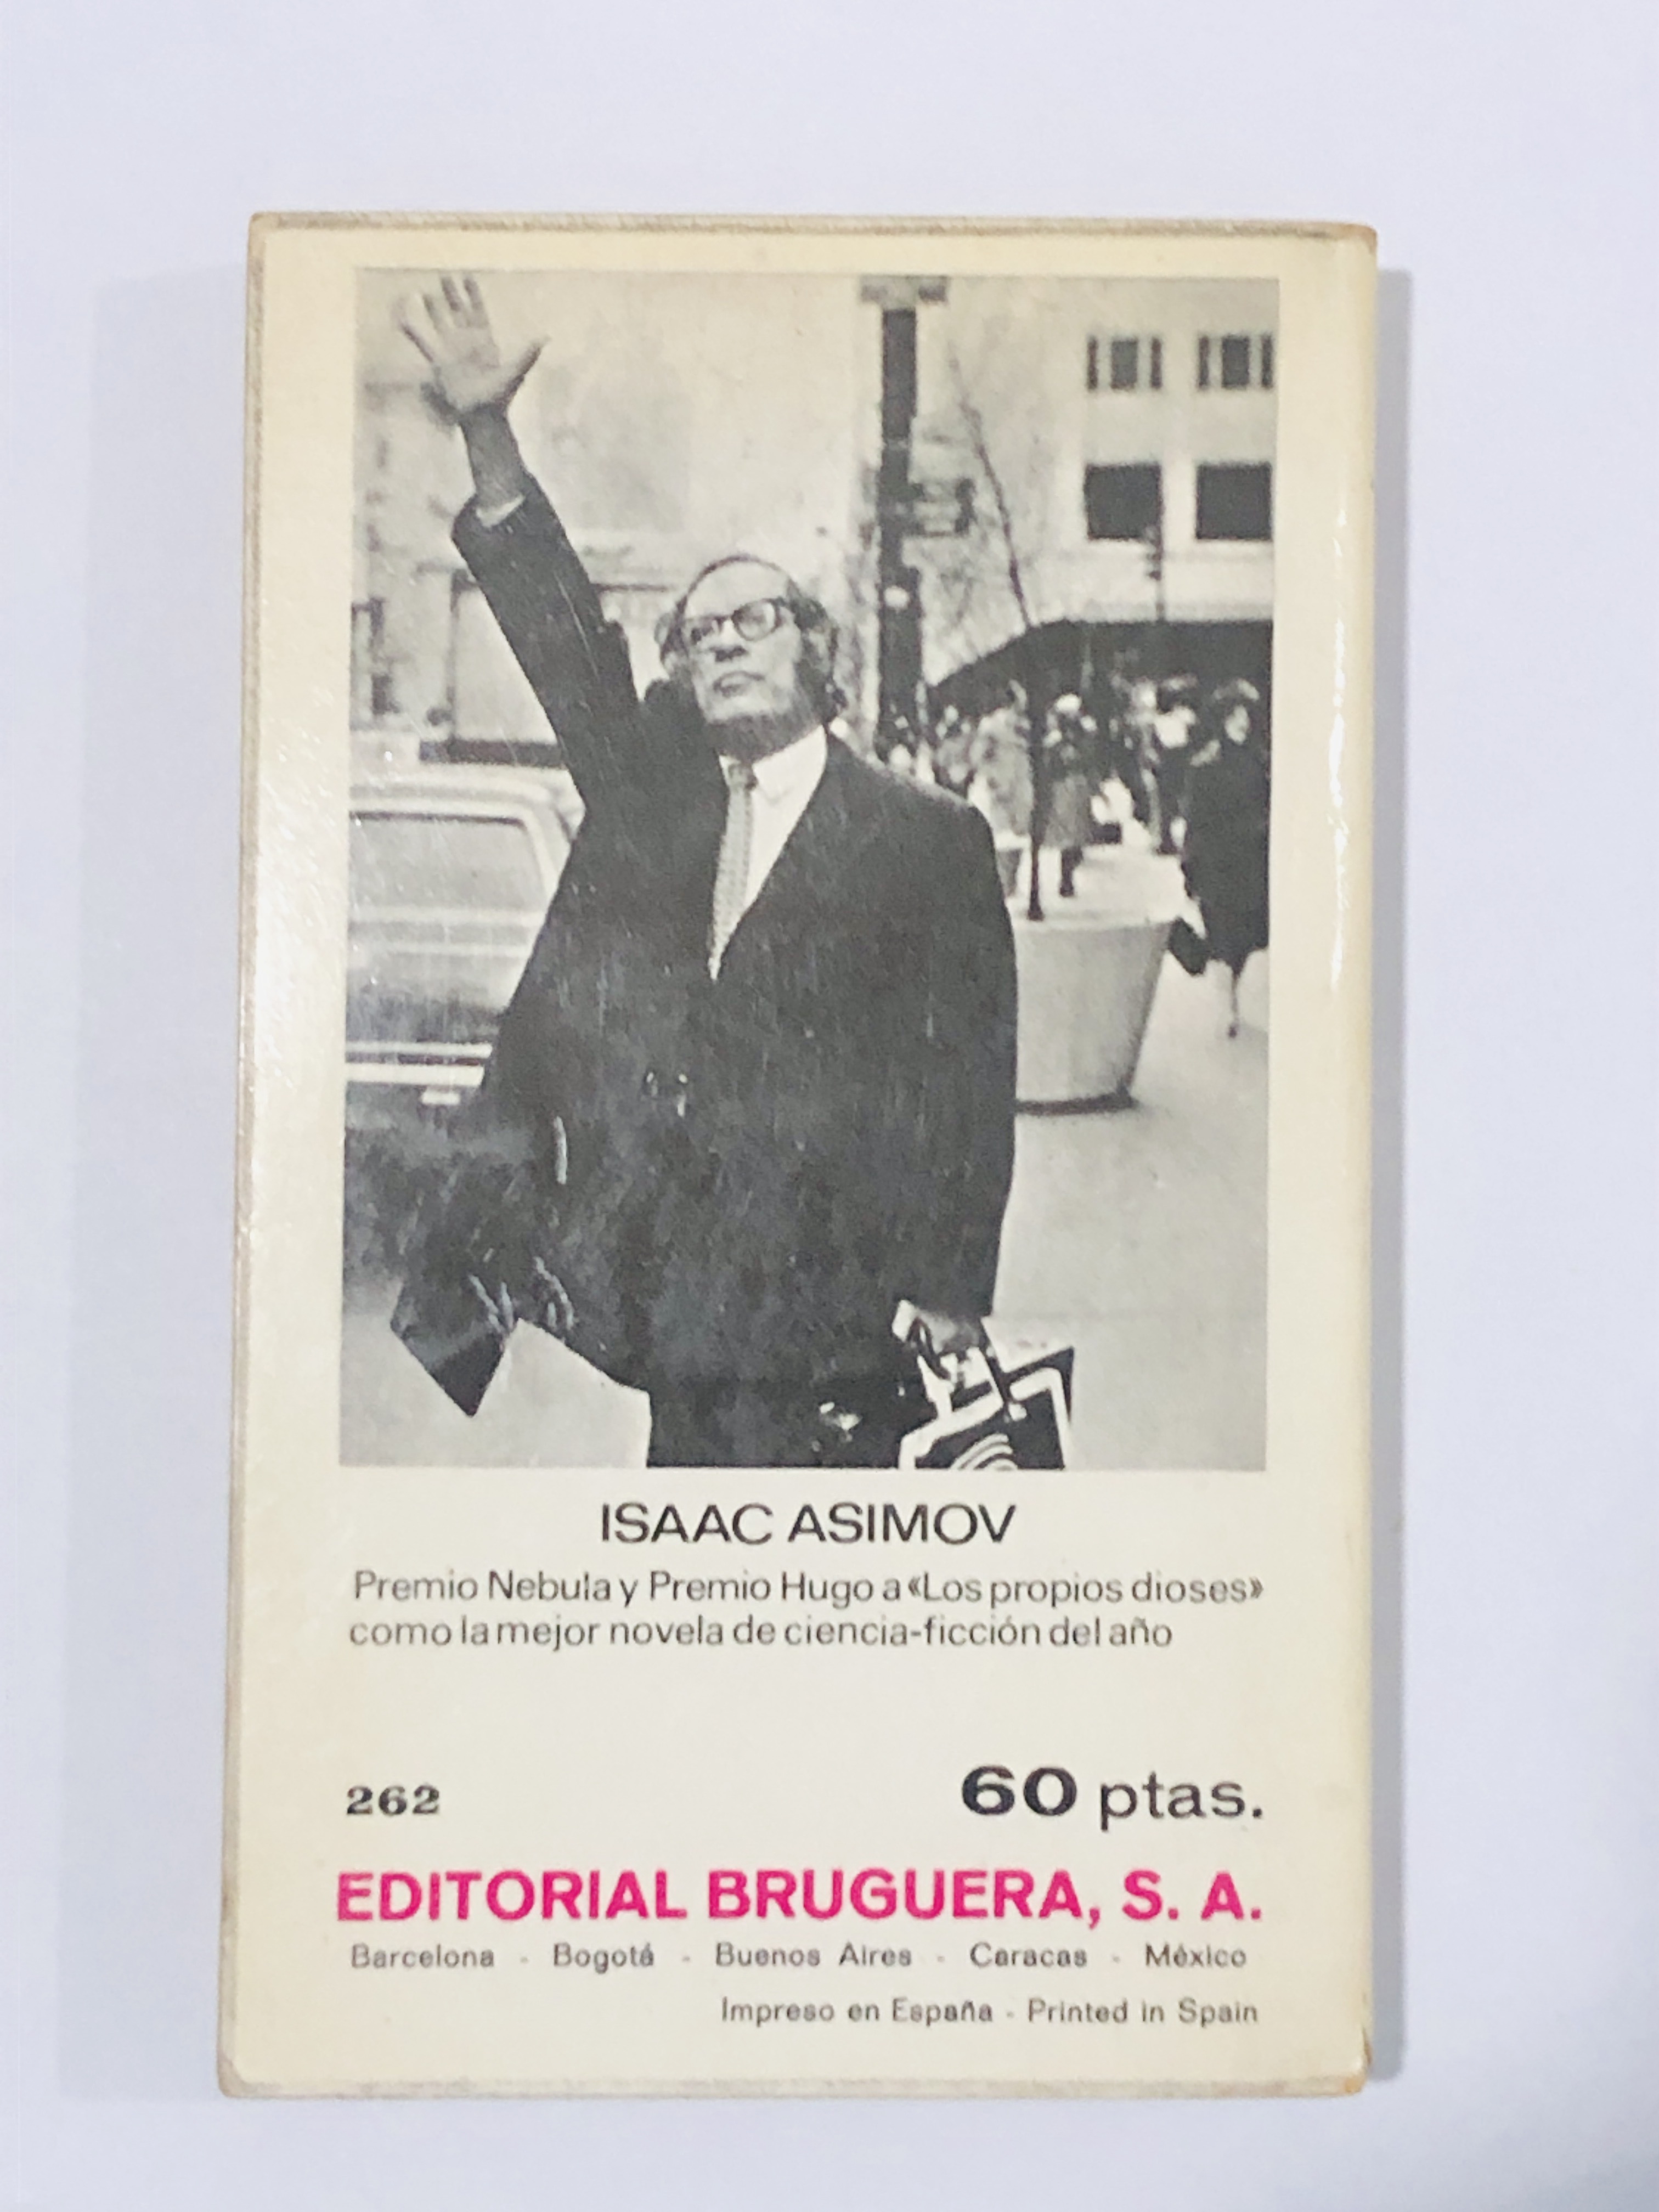 ISAAC ASIMOV
Premio Nebula y Premio Hugo a «Los propios dioses»
como la mejor novela de ciencia-ficción del año
262
60 ptas.
EDITORIAL BRUGUERA, S. A.
Barcelona - Bogotá - Buenos Aires - Caracas - México
Impreso en España - Printed in Spain